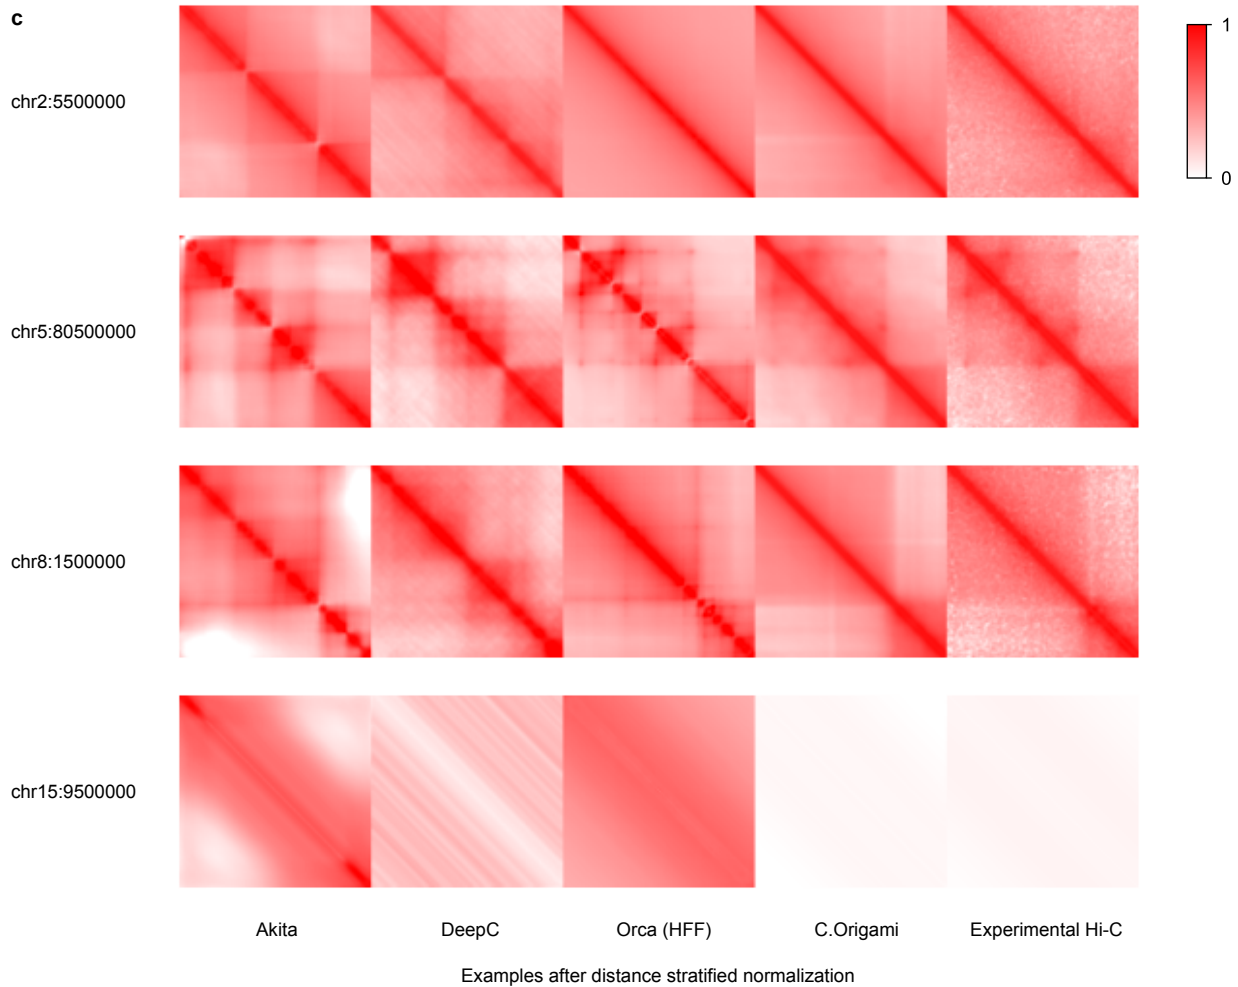 c
1
0
chr2:5500000
chr5:80500000
chr8:1500000
chr15:9500000
Akita DeepC Orca (HFF) C.Origami Experimental Hi-C
Examples after distance stratified normalization